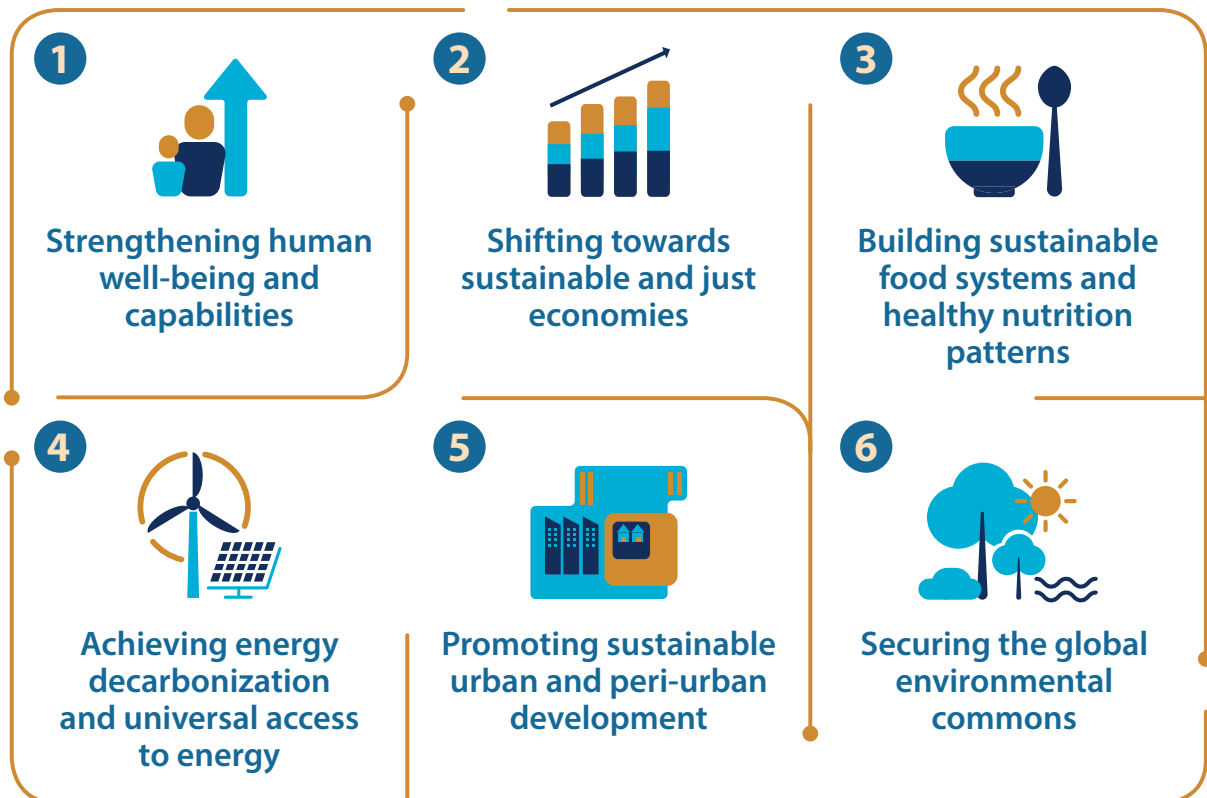 1
Strengthening human
well-being and
capabilities
2
Shifting towards
sustainable and just
economies
3
Building sustainable
food systems and
healthy nutrition
patterns
4
Achieving energy
decarbonization
and universal access
to energy
5
Promoting sustainable
urban and peri-urban
development
6
Securing the global
environmental
commons